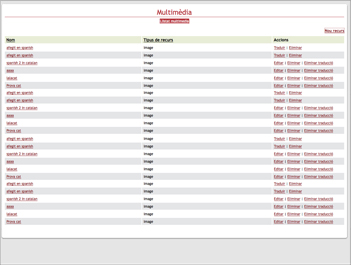 Multimèdia
Llistat multimèdia
Nou recurs
Nom Tipus de recurs Accions
afegit en spanish Image Traduir | Eliminar
afegit en spanish Image Traduir | Eliminar
spanish 2 in catalan Image Editar | Eliminar | Eliminar traducció
aaaa Image Editar | Eliminar | Eliminar traducció
lalacat Image Editar | Eliminar | Eliminar traducció
Prova cat Image Editar | Eliminar | Eliminar traducció
afegit en spanish Image Traduir | Eliminar
afegit en spanish Image Traduir | Eliminar
spanish 2 in catalan Image Editar | Eliminar | Eliminar traducció
aaaa Image Editar | Eliminar | Eliminar traducció
lalacat Image Editar | Eliminar | Eliminar traducció
Prova cat Image Editar | Eliminar | Eliminar traducció
afegit en spanish Image Traduir | Eliminar
afegit en spanish Image Traduir | Eliminar
spanish 2 in catalan Image Editar | Eliminar | Eliminar traducció
aaaa Image Editar | Eliminar | Eliminar traducció
lalacat Image Editar | Eliminar | Eliminar traducció
Prova cat Image Editar | Eliminar | Eliminar traducció
afegit en spanish Image Traduir | Eliminar
afegit en spanish Image Traduir | Eliminar
spanish 2 in catalan Image Editar | Eliminar | Eliminar traducció
aaaa Image Editar | Eliminar | Eliminar traducció
lalacat Image Editar | Eliminar | Eliminar traducció
Prova cat Image Editar | Eliminar | Eliminar traducció